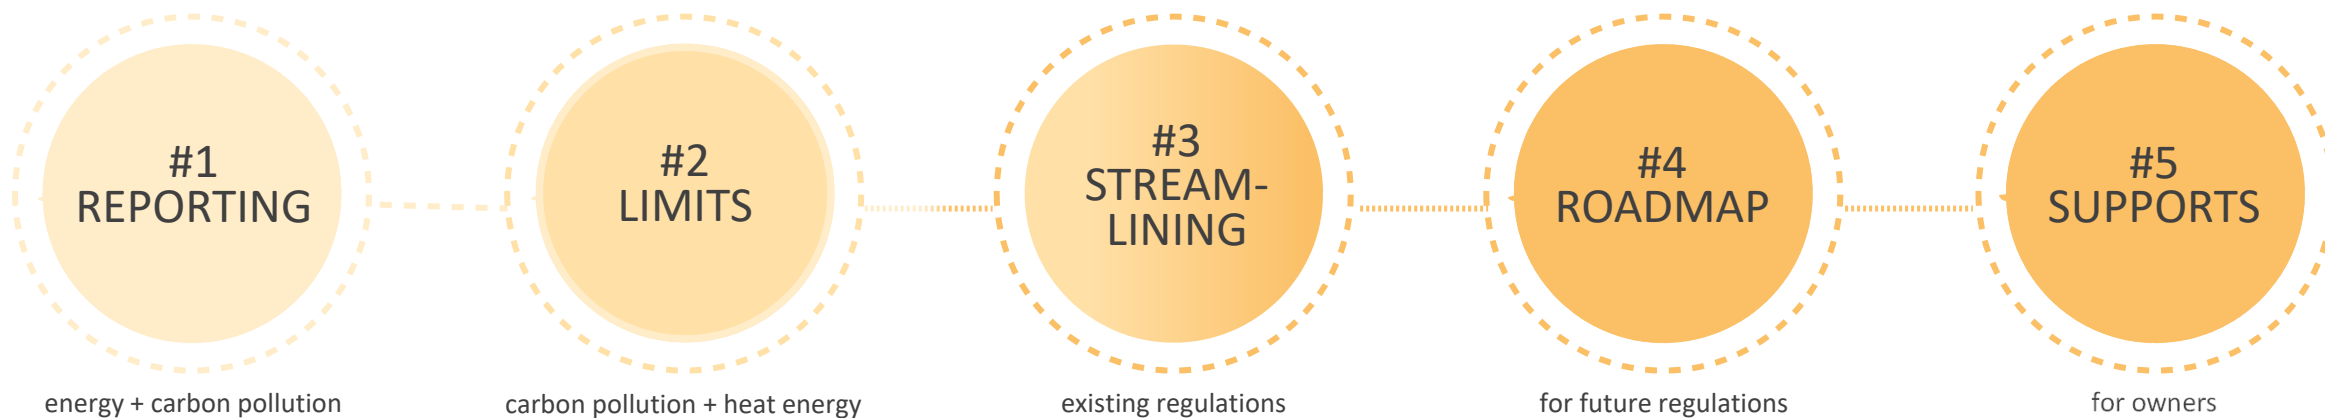 #1
REPORTING
energy + carbon pollution
#2
LIMITS
carbon pollution + heat energy
#3
STREAM-
LINING
existing regulations
#4
ROADMAP
for future regulations
#5
SUPPORTS
for owners